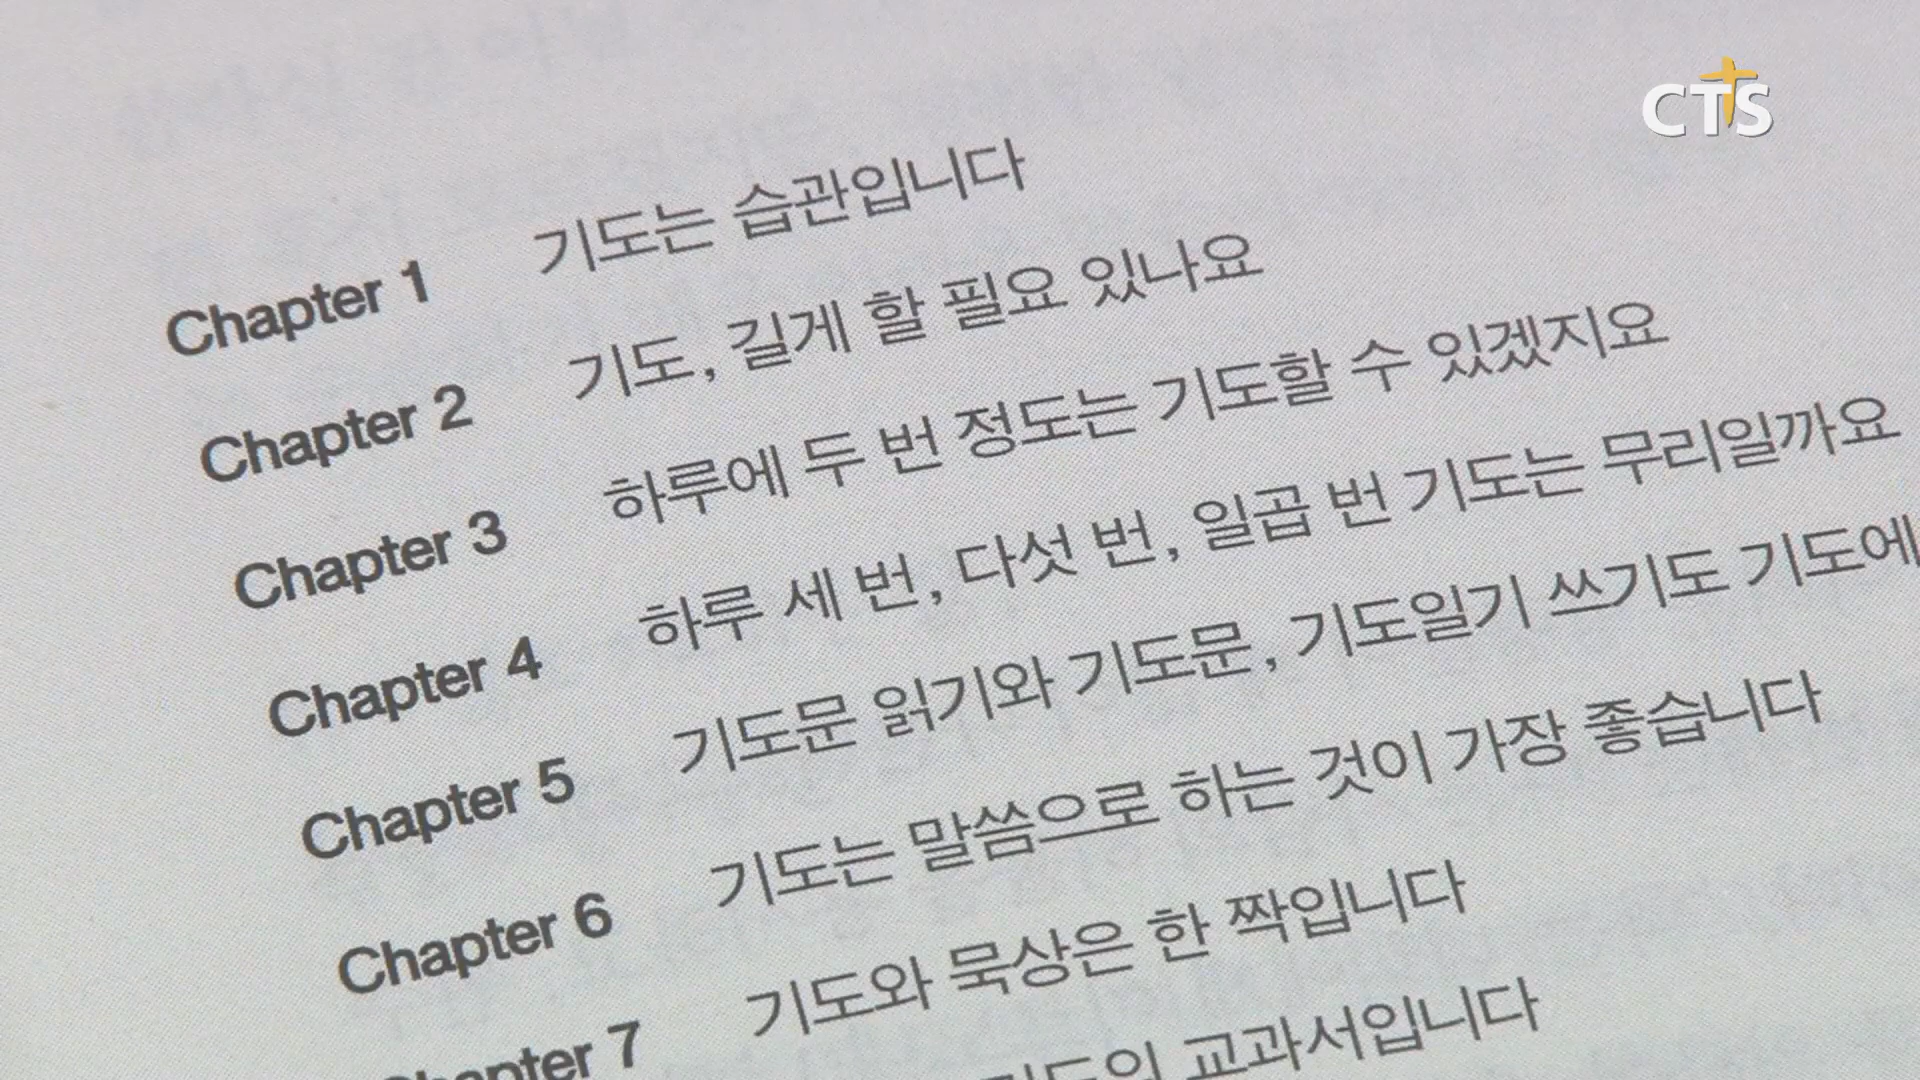 CTS
Chapter 1 기도는 습관입니다
Chapter 2 기도, 길게 할 필요 있나요
Chapter 3 하루에 두 번 정도는 기도할 수 있겠지요
Chapter 4 하루 세 번, 다섯 번, 일곱 번 기도는 무리일까요
Chapter 5 기도문 읽기와 기도문, 기도일기 쓰기도 기도에
Chapter 6 기도는 말씀으로 하는 것이 가장 좋습니다
Chapter 7 기도와 묵상은 한 짝입니다
기도의 교과서입니다